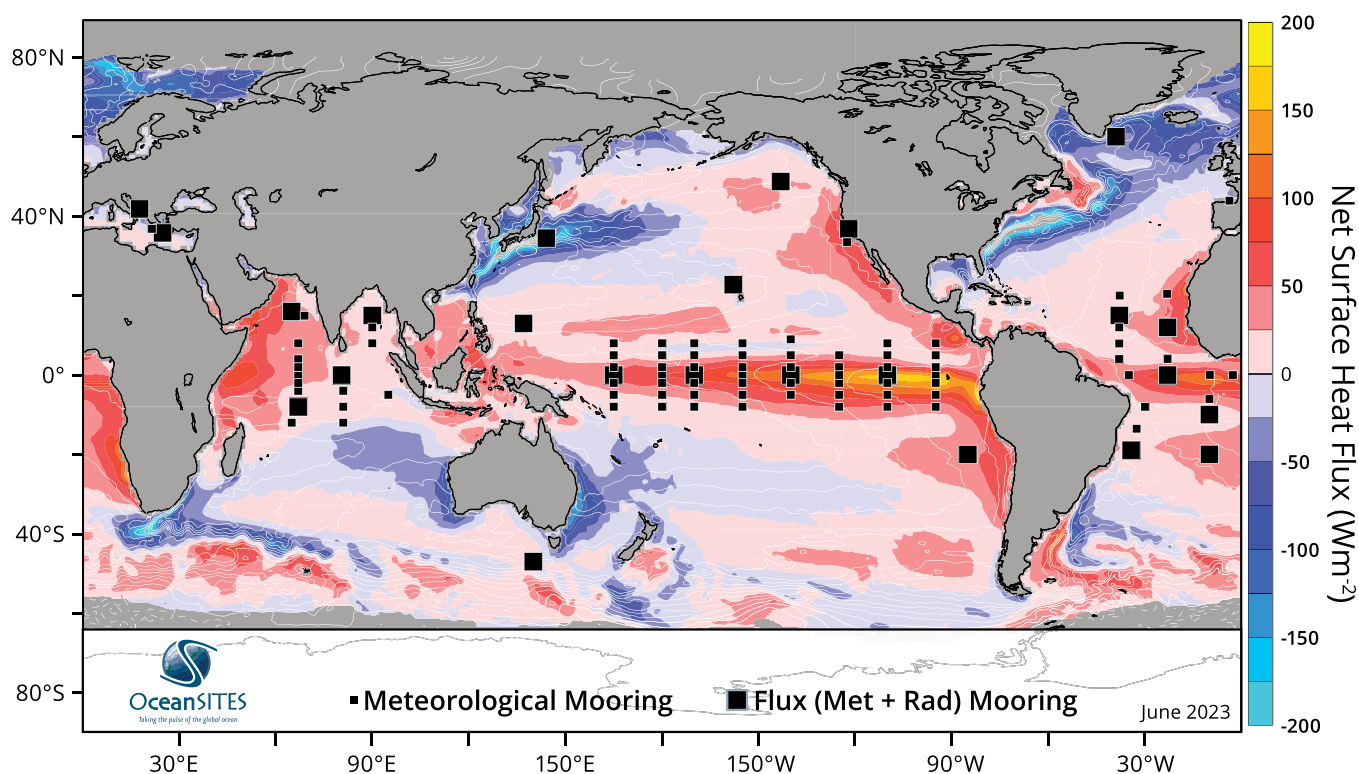 80°N
40°N
0°
40°S
80°S
200
150
100
50
0
-50
-100
-150
-200
Net Surface Heat Flux (Wm-2)
OceanSITES
Taking the pulse of the global ocean
Meteorological Mooring
Flux (Met + Rad) Mooring
June 2023
30°E
90°E
150°E
150°W
90°W
30°W